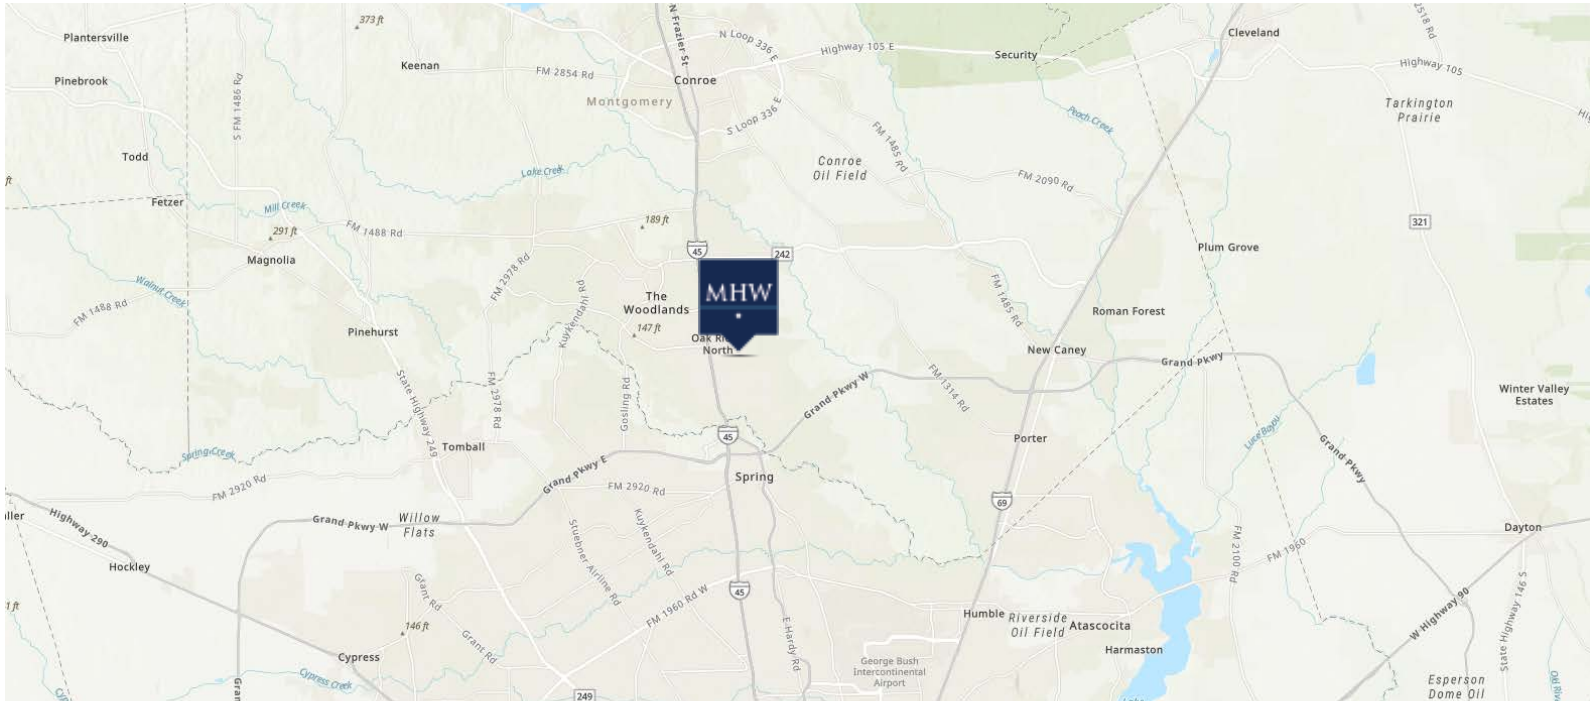 373 ft
Plantersville
N Frazier St
N Loop 336 E
Highway 105 E
Cleveland
2518 Rd
Security
Keenan
FM 2854 Rd
Conroe
Highway 105
Pinebrook
S FM 1486 Rd
Montgomery
S Loop 336 E
Peach Creek
Tarkington
Prairie
FM 1485 Rd
Todd
Conroe
Oil Field
Lake Creek
FM 2090 Rd
ft
Fetzer
Mill Creek
189 ft
321
291 ft
FM 1488 Rd
45
242
Plum Grove
Magnolia
FM 2978 Rd
Walnut Creek
Kuykendahl Rd
MHW
FM 1485 Rd
FM 1488 Rd
The
Woodlands
Roman Forest
Pinehurst
147 ft
North
New Caney
Grand Pkwy
Grand Pkwy W
FM 1314 Rd
Winter Valley
Estates
State Highway 249
FM 2978 Rd
Gosling Rd
Luce Bayou
45
Porter
Tomball
Spring Creek
Grand Pkwy
Grand Pkwy E
Spring
FM 2920 Rd
FM 2920 Rd
69
Highway 290
Grand Pkwy W
Willow
Flats
Stuebner Airline Rd
Kuykendahl Rd
Dayton
FM 2100 Rd
FM 1960
Hockley
Grant Rd
45
FM 1960 Rd W
W Highway 90
State Highway 146 S
Humble
Riverside
Oil Field
Atascocita
146 ft
E Hardy Rd
Grant Rd
Harmaston
Cypress
George Bush
Intercontinental
Airport
Cypress Creek
249
Esperson
Dome Oil